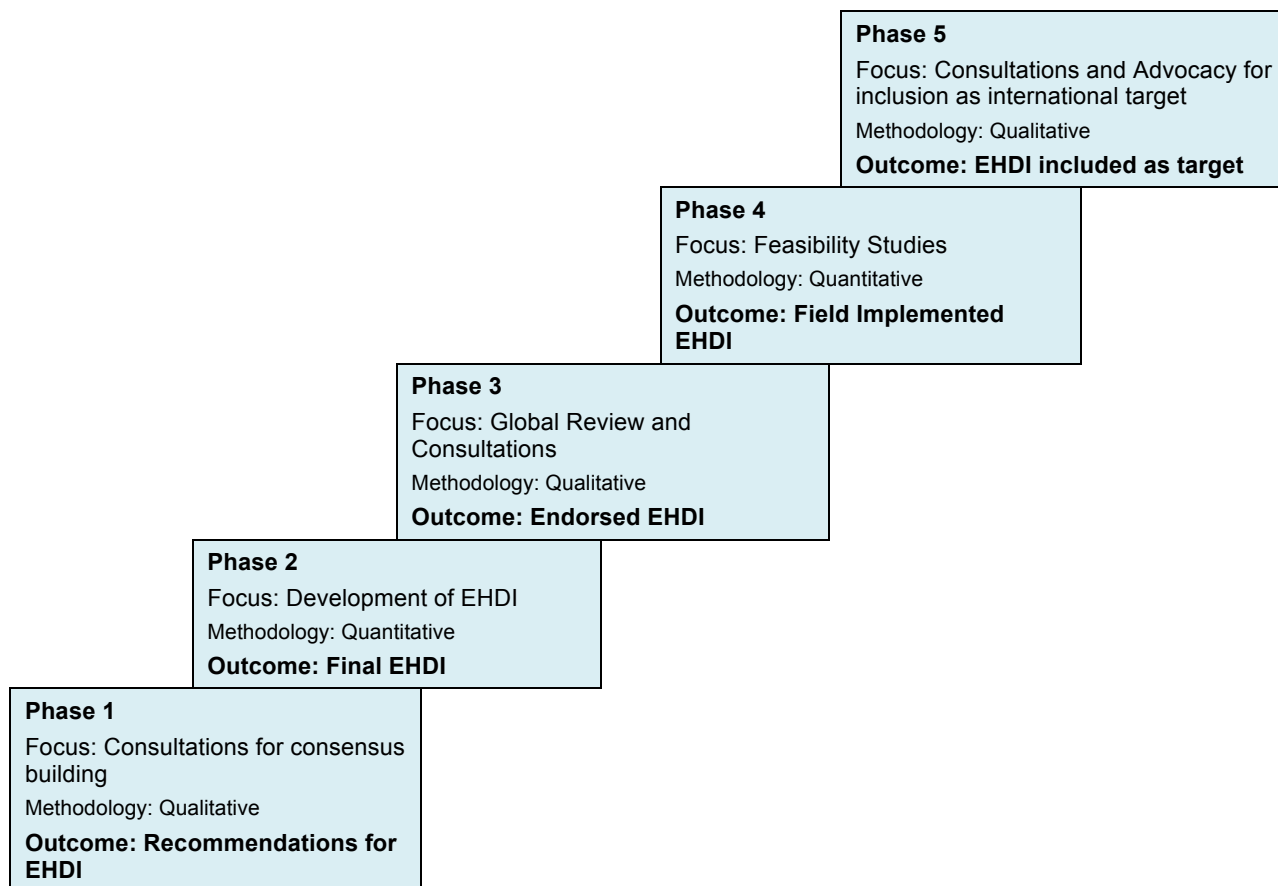 Phase 5
Focus: Consultations and Advocacy for
inclusion as international target
Methodology: Qualitative
Outcome: EHDI included as target
Phase 4
Focus: Feasibility Studies
Methodology: Quantitative
Outcome: Field Implemented
EHDI
Phase 3
Focus: Global Review and
Consultations
Methodology: Qualitative
Outcome: Endorsed EHDI
Phase 2
Focus: Development of EHDI
Methodology: Quantitative
Outcome: Final EHDI
Phase 1
Focus: Consultations for consensus
building
Methodology: Qualitative
Outcome: Recommendations for
EHDI